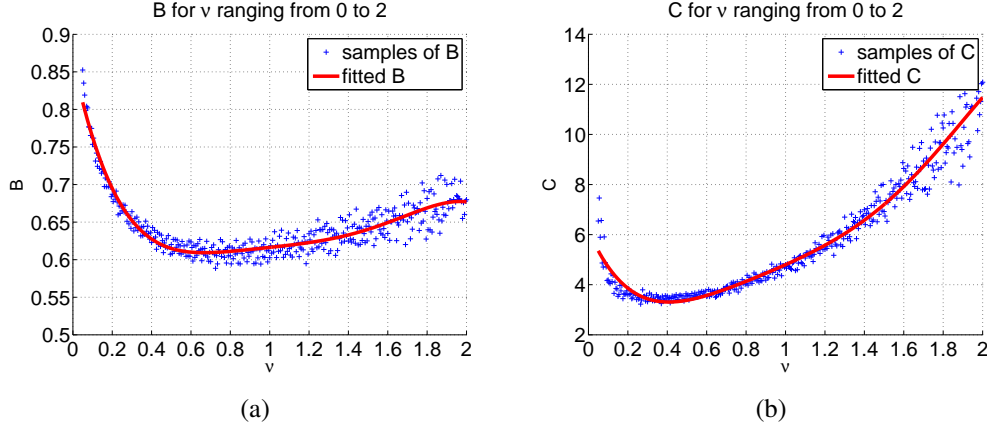 B for ν ranging from 0 to 2
0.9
0.85
0.8
0.75
0.7
0.65
0.6
0.55
0.5
B
0 0.2 0.4 0.6 0.8 1 1.2 1.4 1.6 1.8 2
ν
samples of B
fitted B
(a)
C for ν ranging from 0 to 2
14
12
10
8
6
4
2
C
0 0.2 0.4 0.6 0.8 1 1.2 1.4 1.6 1.8 2
ν
samples of C
fitted C
(b)